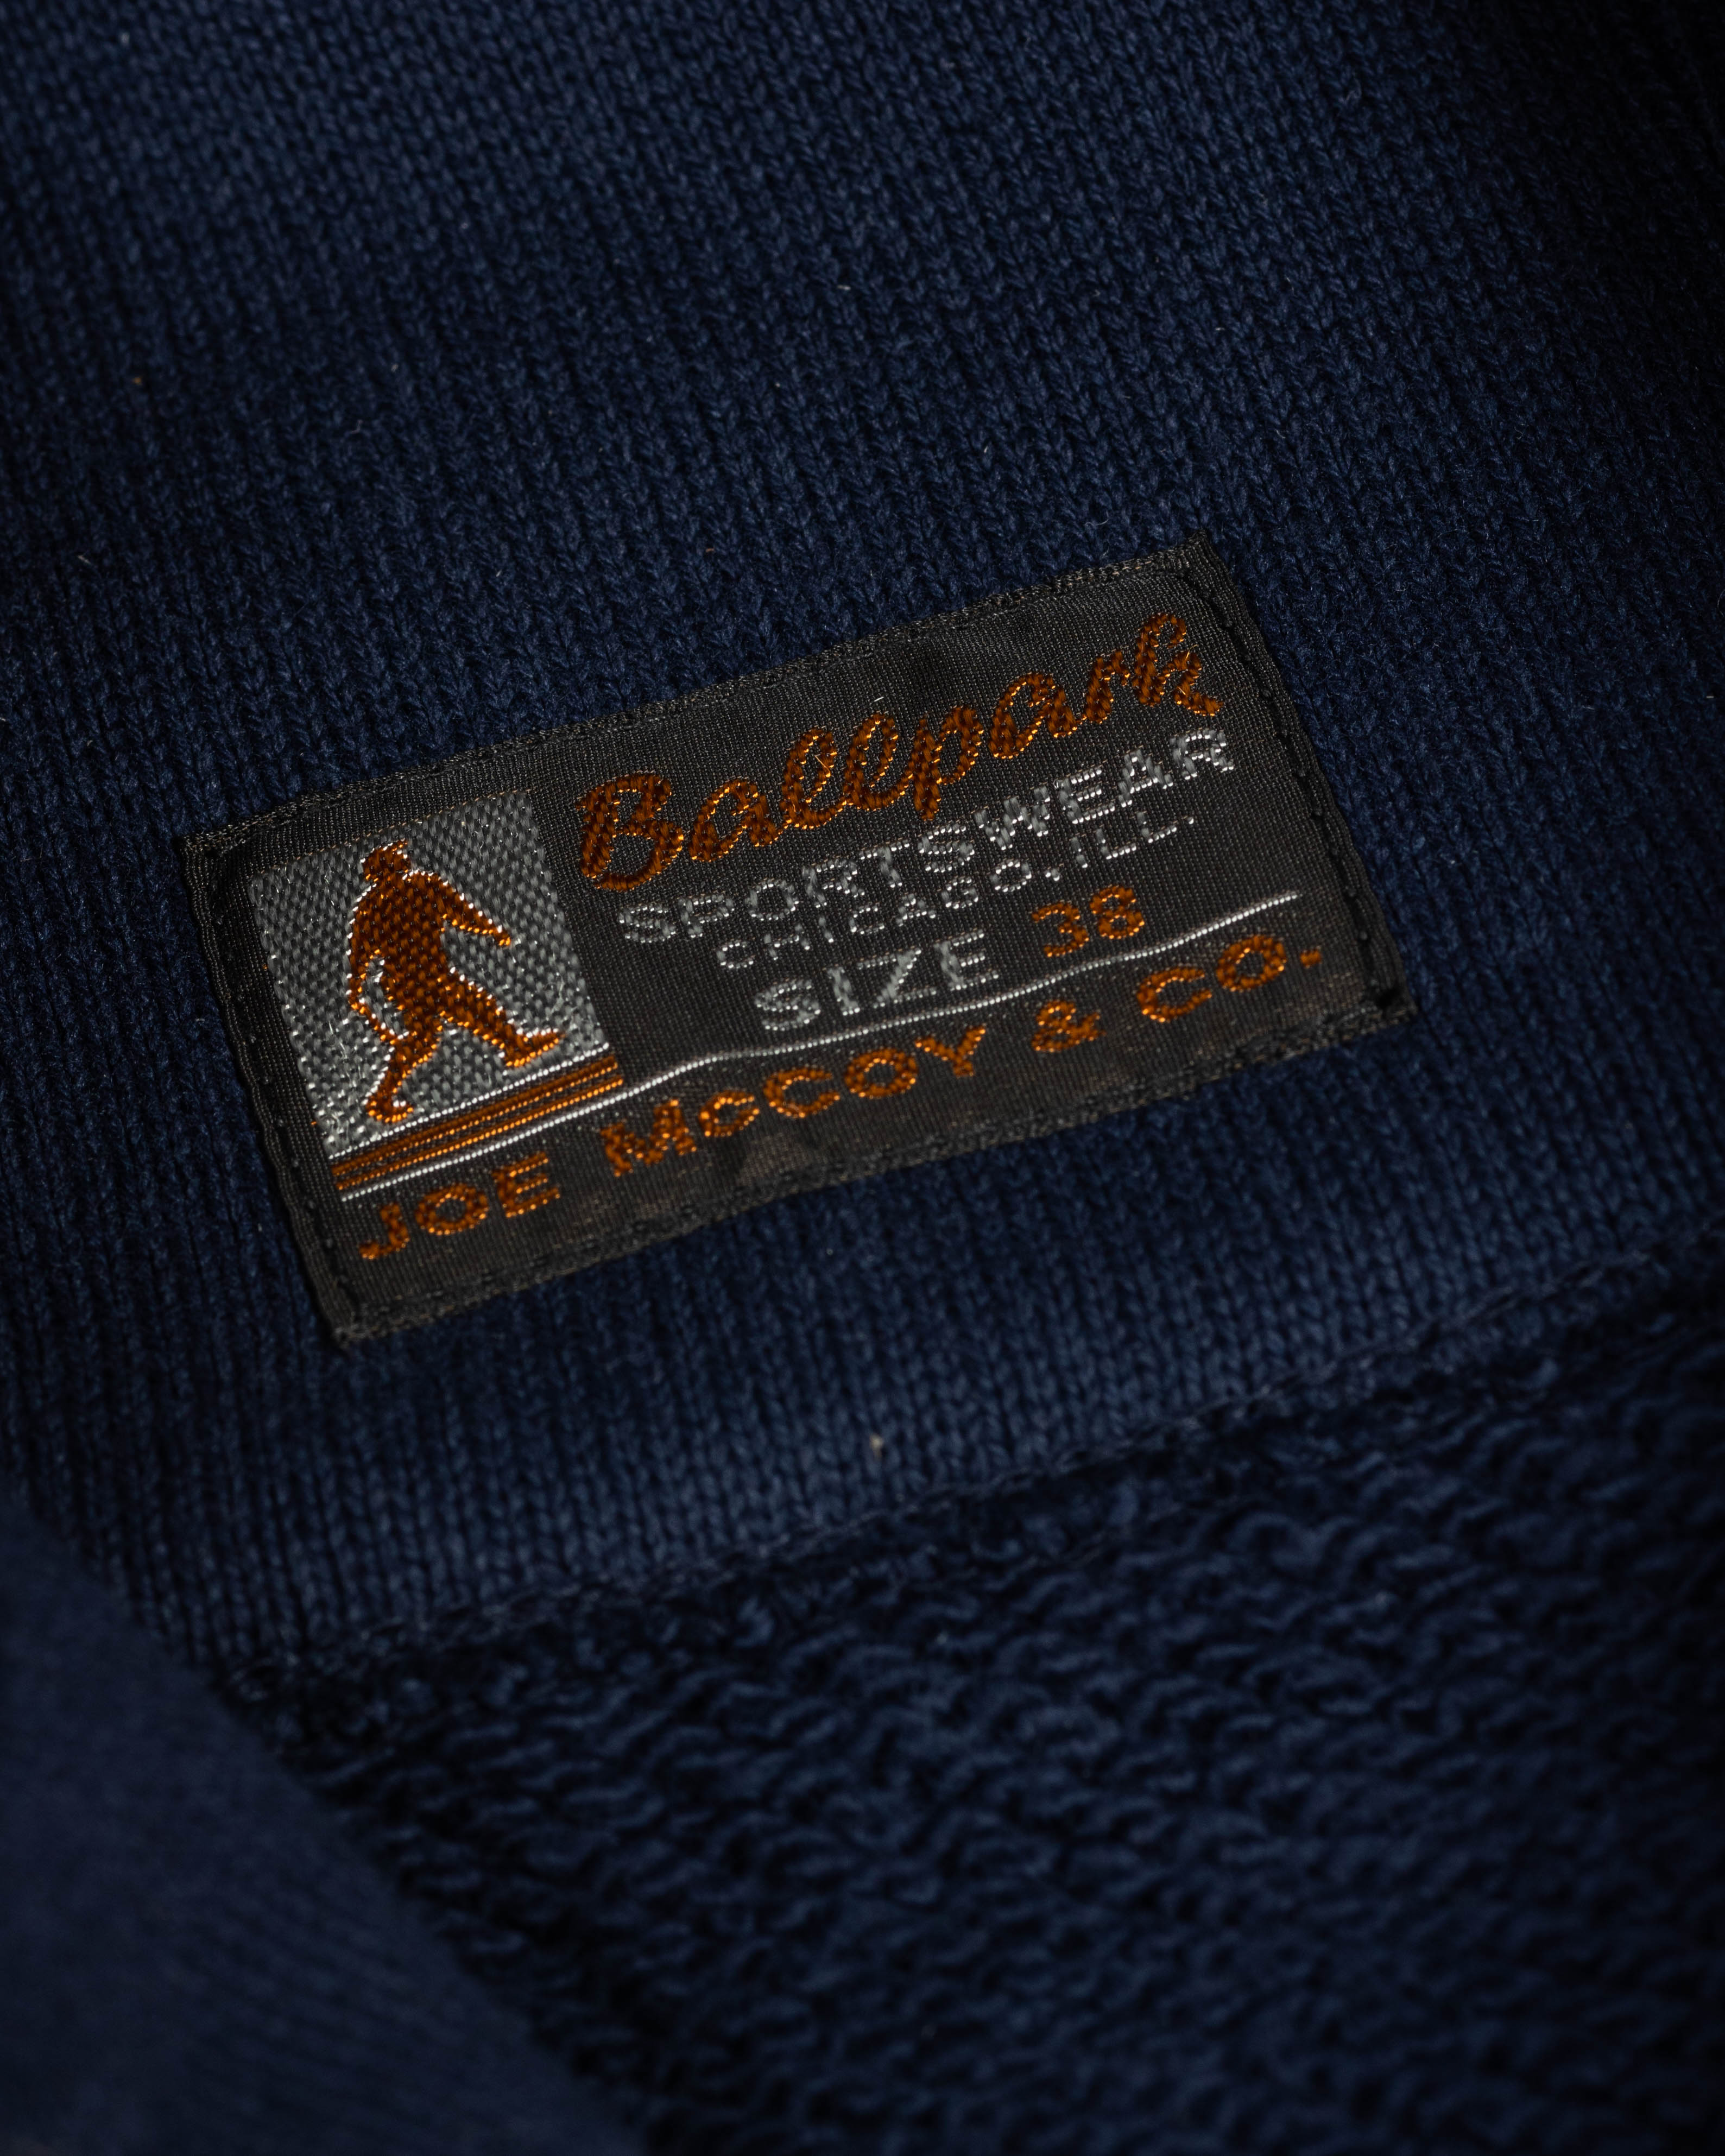 Ballpark
SPORTSWEAR
CHICAGO, ILL.
SIZE 38
JOE McCOY & CO.